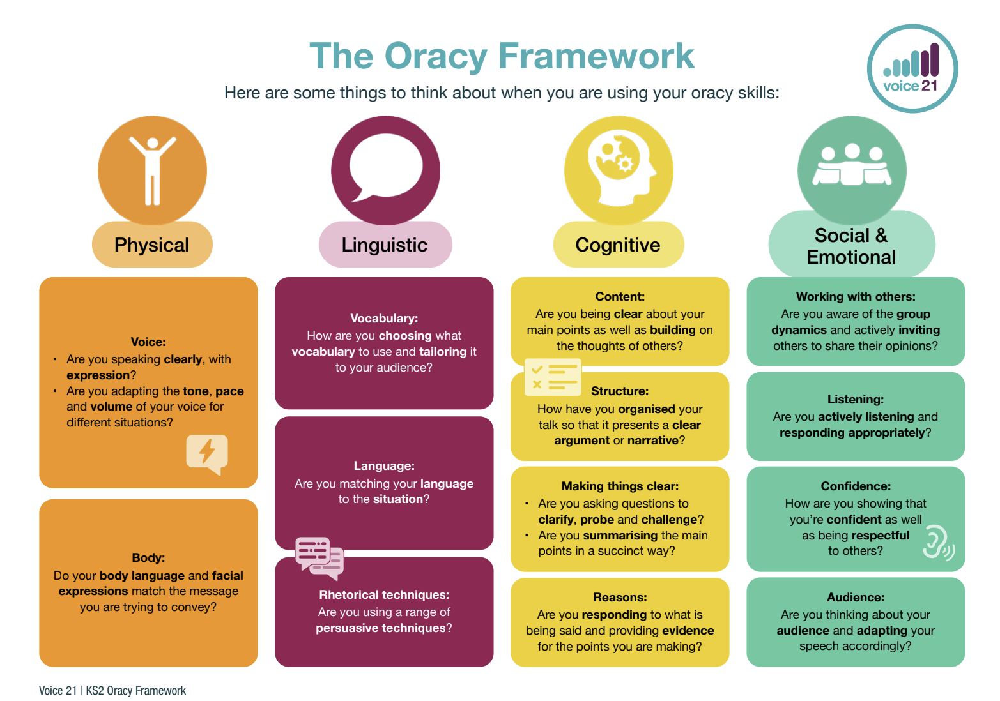 The Oracy Framework
Here are some things to think about when you are using your oracy skills:
voice 21
Physical
Voice:
• Are you speaking clearly, with
expression?
• Are you adapting the tone, pace
and volume of your voice for
different situations?
Body:
Do your body language and facial
expressions match the message
you are trying to convey?
Linguistic
Vocabulary:
How are you choosing what
vocabulary to use and tailoring it
to your audience?
Language:
Are you matching your language
to the situation?
Rhetorical techniques:
Are you using a range of
persuasive techniques?
Cognitive
Content:
Are you being clear about your
main points as well as building on
the thoughts of others?
Structure:
How have you organised your
talk so that it presents a clear
argument or narrative?
Making things clear:
• Are you asking questions to
clarify, probe and challenge?
• Are you summarising the main
points in a succinct way?
Reasons:
Are you responding to what is
being said and providing evidence
for the points you are making?
Social &
Emotional
Working with others:
Are you aware of the group
dynamics and actively inviting
others to share their opinions?
Listening:
Are you actively listening and
responding appropriately?
Confidence:
How are you showing that
you're confident as well
as being respectful
to others?
Audience:
Are you thinking about your
audience and adapting your
speech accordingly?
Voice 21 | KS2 Oracy Framework